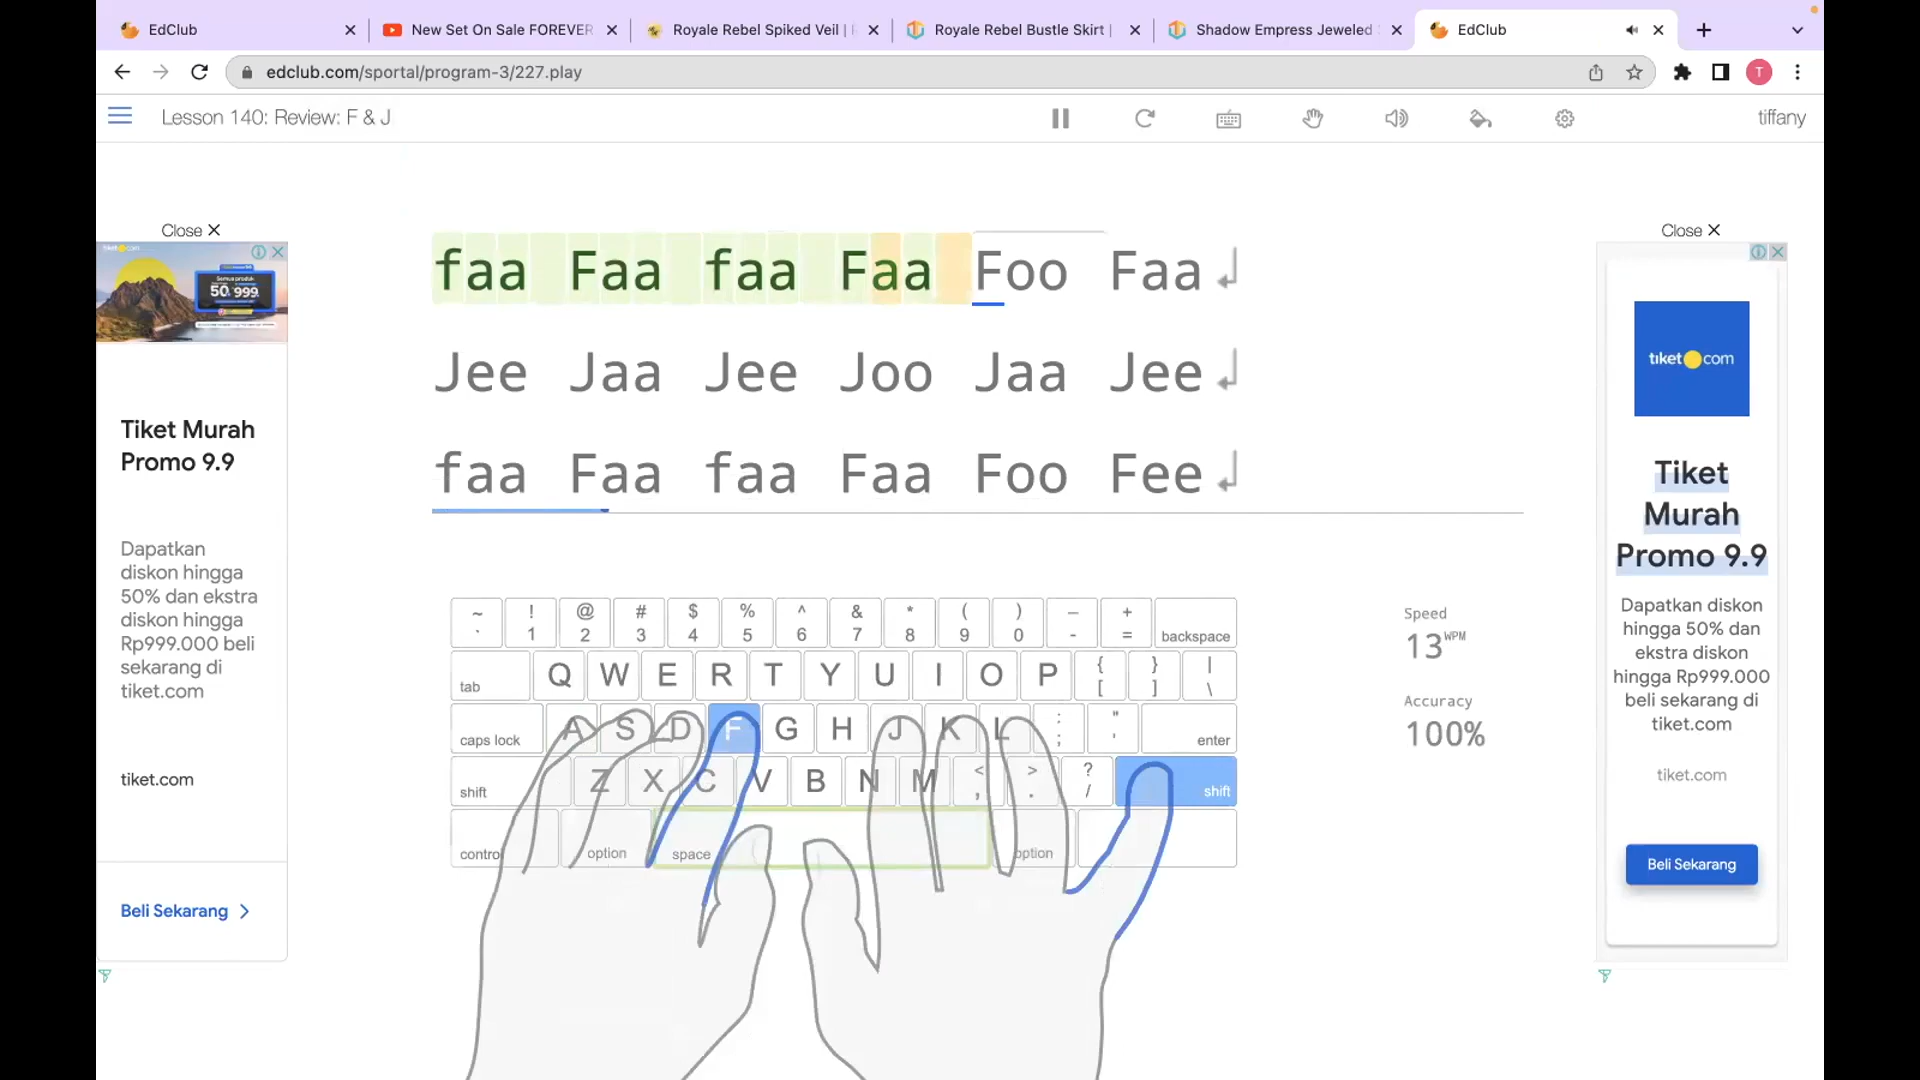 EdClub
New Set On Sale FOREVER
Royale Rebel Spiked Veil |
Royale Rebel Bustle Skirt |
Shadow Empress Jeweled
EdClub
edclub.com/sportal/program-3/227.play
T
Lesson 140: Review: F & J
tiffany
Close
Close
faa Faa faa Faa Foo Faa
Jee Jaa Jee Joo Jaa Jee
faa Faa faa Faa Foo Fee
50% 999.
Tiket Murah
Promo 9.9
Dapatkan
diskon hingga
50% dan ekstra
diskon hingga
Rp999.000 beli
sekarang di
tiket.com
tiket.com
Beli Sekarang
~ ! @ # $ % ^ & * ( ) _ +
` 1 2 3 4 5 6 7 8 9 0 - = backspace
tab Q W E R T Y U I O P { [ } ] | \
caps lock A S D F G H J K L : ; " ' enter
shift Z X C V B N M < , > . ? / shift
control option space option
Speed
13 WPM
Accuracy
100%
tiket.com
Tiket
Murah
Promo 9.9
Dapatkan diskon
hingga 50% dan
ekstra diskon
hingga Rp999.000
beli sekarang di
tiket.com
tiket.com
Beli Sekarang